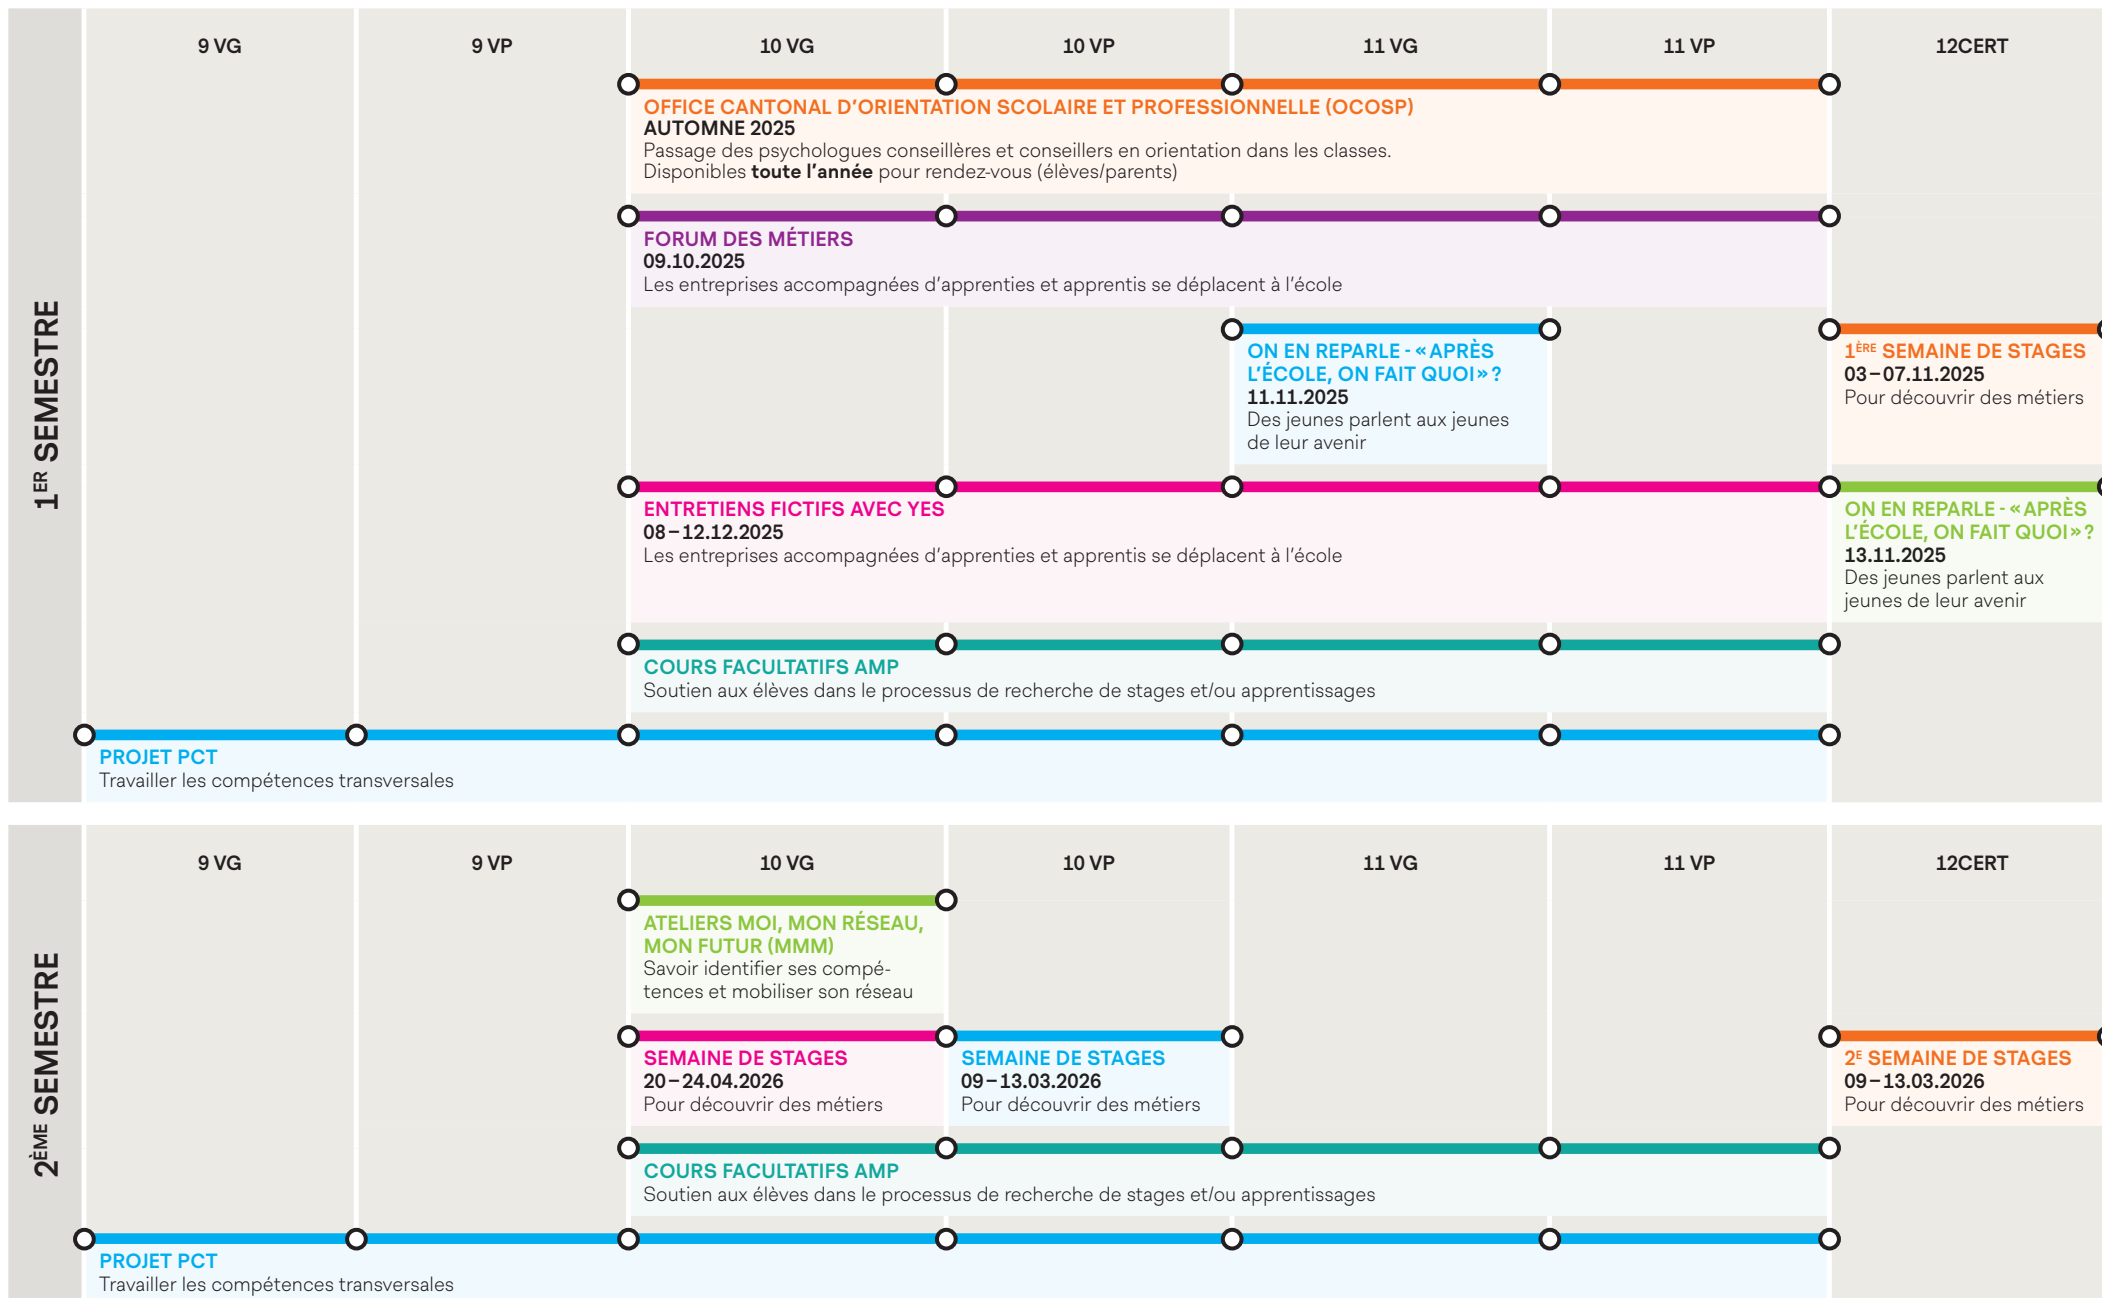 1ER SEMESTRE
9 VG
9 VP
10 VG
10 VP
11 VG
11 VP
12CERT
OFFICE CANTONAL D'ORIENTATION SCOLAIRE ET PROFESSIONNELLE (OCOSP)
AUTOMNE 2025
Passage des psychologues conseillères et conseillers en orientation dans les classes.
Disponibles toute l'année pour rendez-vous (élèves/parents)
FORUM DES MÉTIERS
09.10.2025
Les entreprises accompagnées d'apprenties et apprentis se déplacent à l'école
ON EN REPARLE - «APRÈS
L'ÉCOLE, ON FAIT QUOI»?
11.11.2025
Des jeunes parlent aux jeunes
de leur avenir
1ÈRE SEMAINE DE STAGES
03–07.11.2025
Pour découvrir des métiers
ENTRETIENS FICTIFS AVEC YES
08–12.12.2025
Les entreprises accompagnées d'apprenties et apprentis se déplacent à l'école
ON EN REPARLE - «APRÈS
L'ÉCOLE, ON FAIT QUOI»?
13.11.2025
Des jeunes parlent aux
jeunes de leur avenir
COURS FACULTATIFS AMP
Soutien aux élèves dans le processus de recherche de stages et/ou apprentissages
PROJET PCT
Travailler les compétences transversales
2ÈME SEMESTRE
9 VG
9 VP
10 VG
10 VP
11 VG
11 VP
12CERT
ATELIERS MOI, MON RÉSEAU,
MON FUTUR (MMM)
Savoir identifier ses compé-
tences et mobiliser son réseau
SEMAINE DE STAGES
20–24.04.2026
Pour découvrir des métiers
SEMAINE DE STAGES
09–13.03.2026
Pour découvrir des métiers
2E SEMAINE DE STAGES
09–13.03.2026
Pour découvrir des métiers
COURS FACULTATIFS AMP
Soutien aux élèves dans le processus de recherche de stages et/ou apprentissages
PROJET PCT
Travailler les compétences transversales